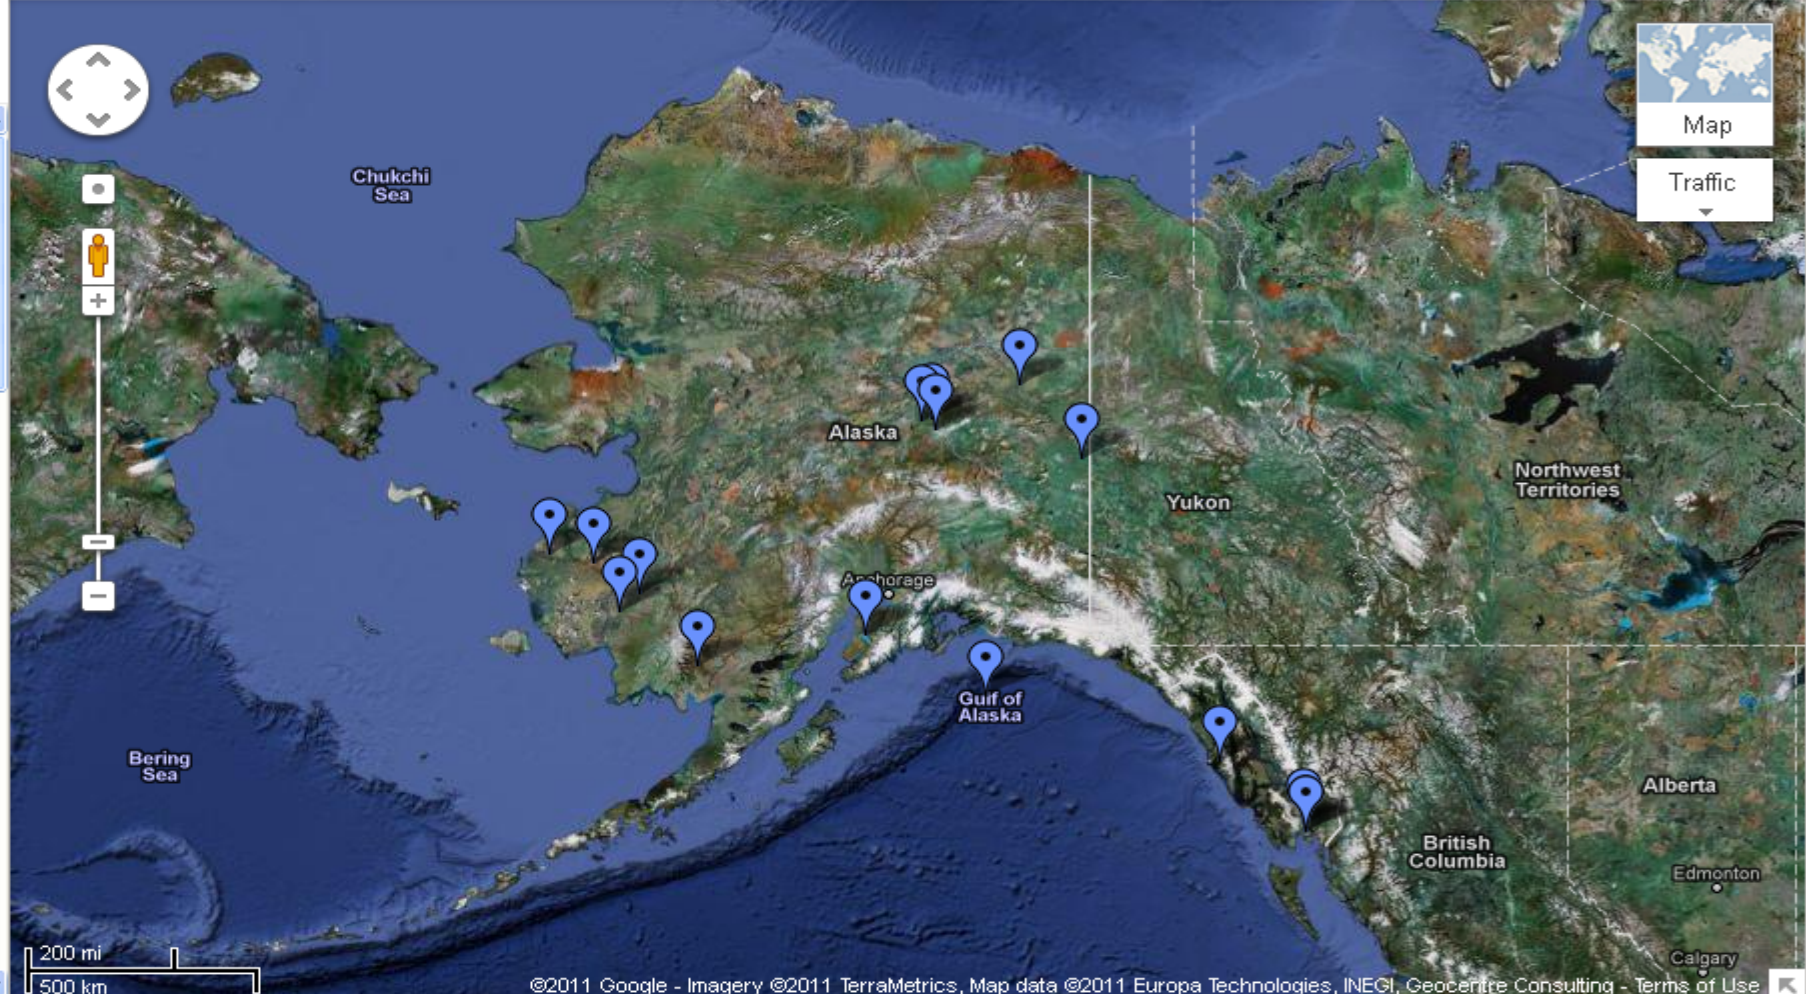 Map
Traffic
Chukchi
Sea
Alaska
Northwest
Territories
Yukon
Anchorage
Gulf of
Alaska
Bering
Sea
Alberta
British
Columbia
Edmonton
Calgary
200 mi
500 km
©2011 Google - Imagery ©2011 TerraMetrics, Map data ©2011 Europa Technologies, INEGI, Geocentre Consulting - Terms of Use